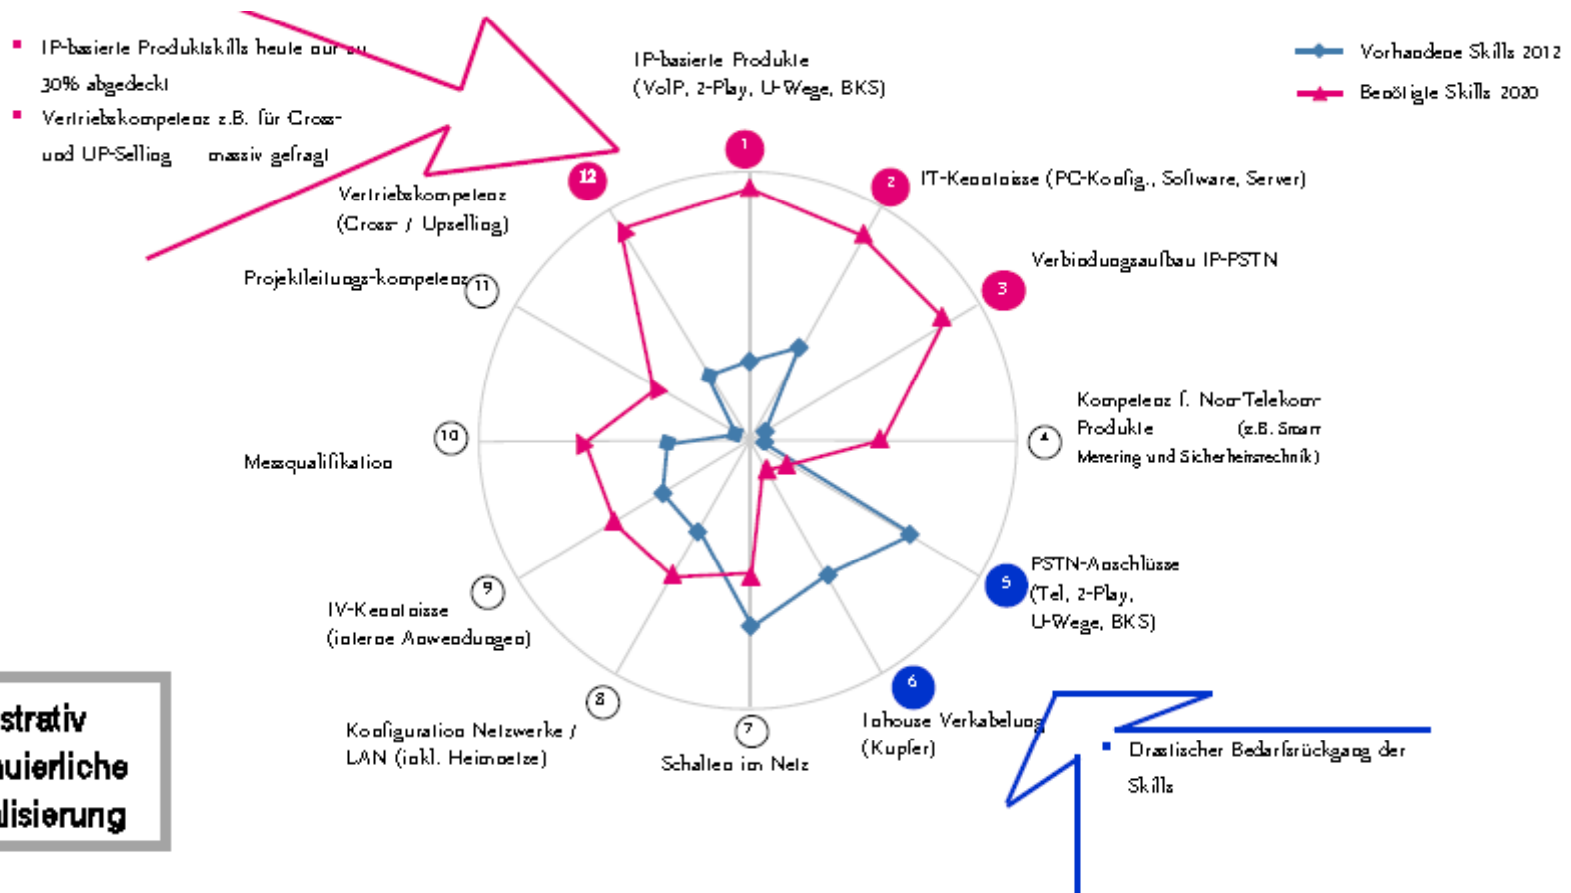 IP-basierte Produktskills heute nur zu
30% abgedeckt
Vertriebskompetenz z.B. für Cross-
und UP-Selling massiv gefragt
IP-basierte Produkte
(VoIP, 2-Play, U-Wege, BKS)
Vorhandene Skills 2012
Benötigte Skills 2020
1
12
2
IT-Kenntnisse (PC-Konfig., Software, Server)
Vertriebskompetenz
(Cross- / Upselling)
Verbindungsaufbau IP-PSTN
3
Projektleitungs-kompetenz
11
Kompetenz f. Non-Telekom-
Produkte (z.B. Smart
Metering und Sicherheitstechnik)
4
10
Messqualifikation
PSTN-Anschlüsse
(Tel, 2-Play,
U-Wege, BKS)
5
9
IV-Kenntnisse
(interne Anwendungen)
6
Inhouse Verkabelung
(Kupfer)
8
Konfiguration Netzwerke /
LAN (inkl. Heimnetze)
7
Schalten im Netz
Drastischer Bedarfsrückgang der
Skills
strativ
uierliche
lisierung